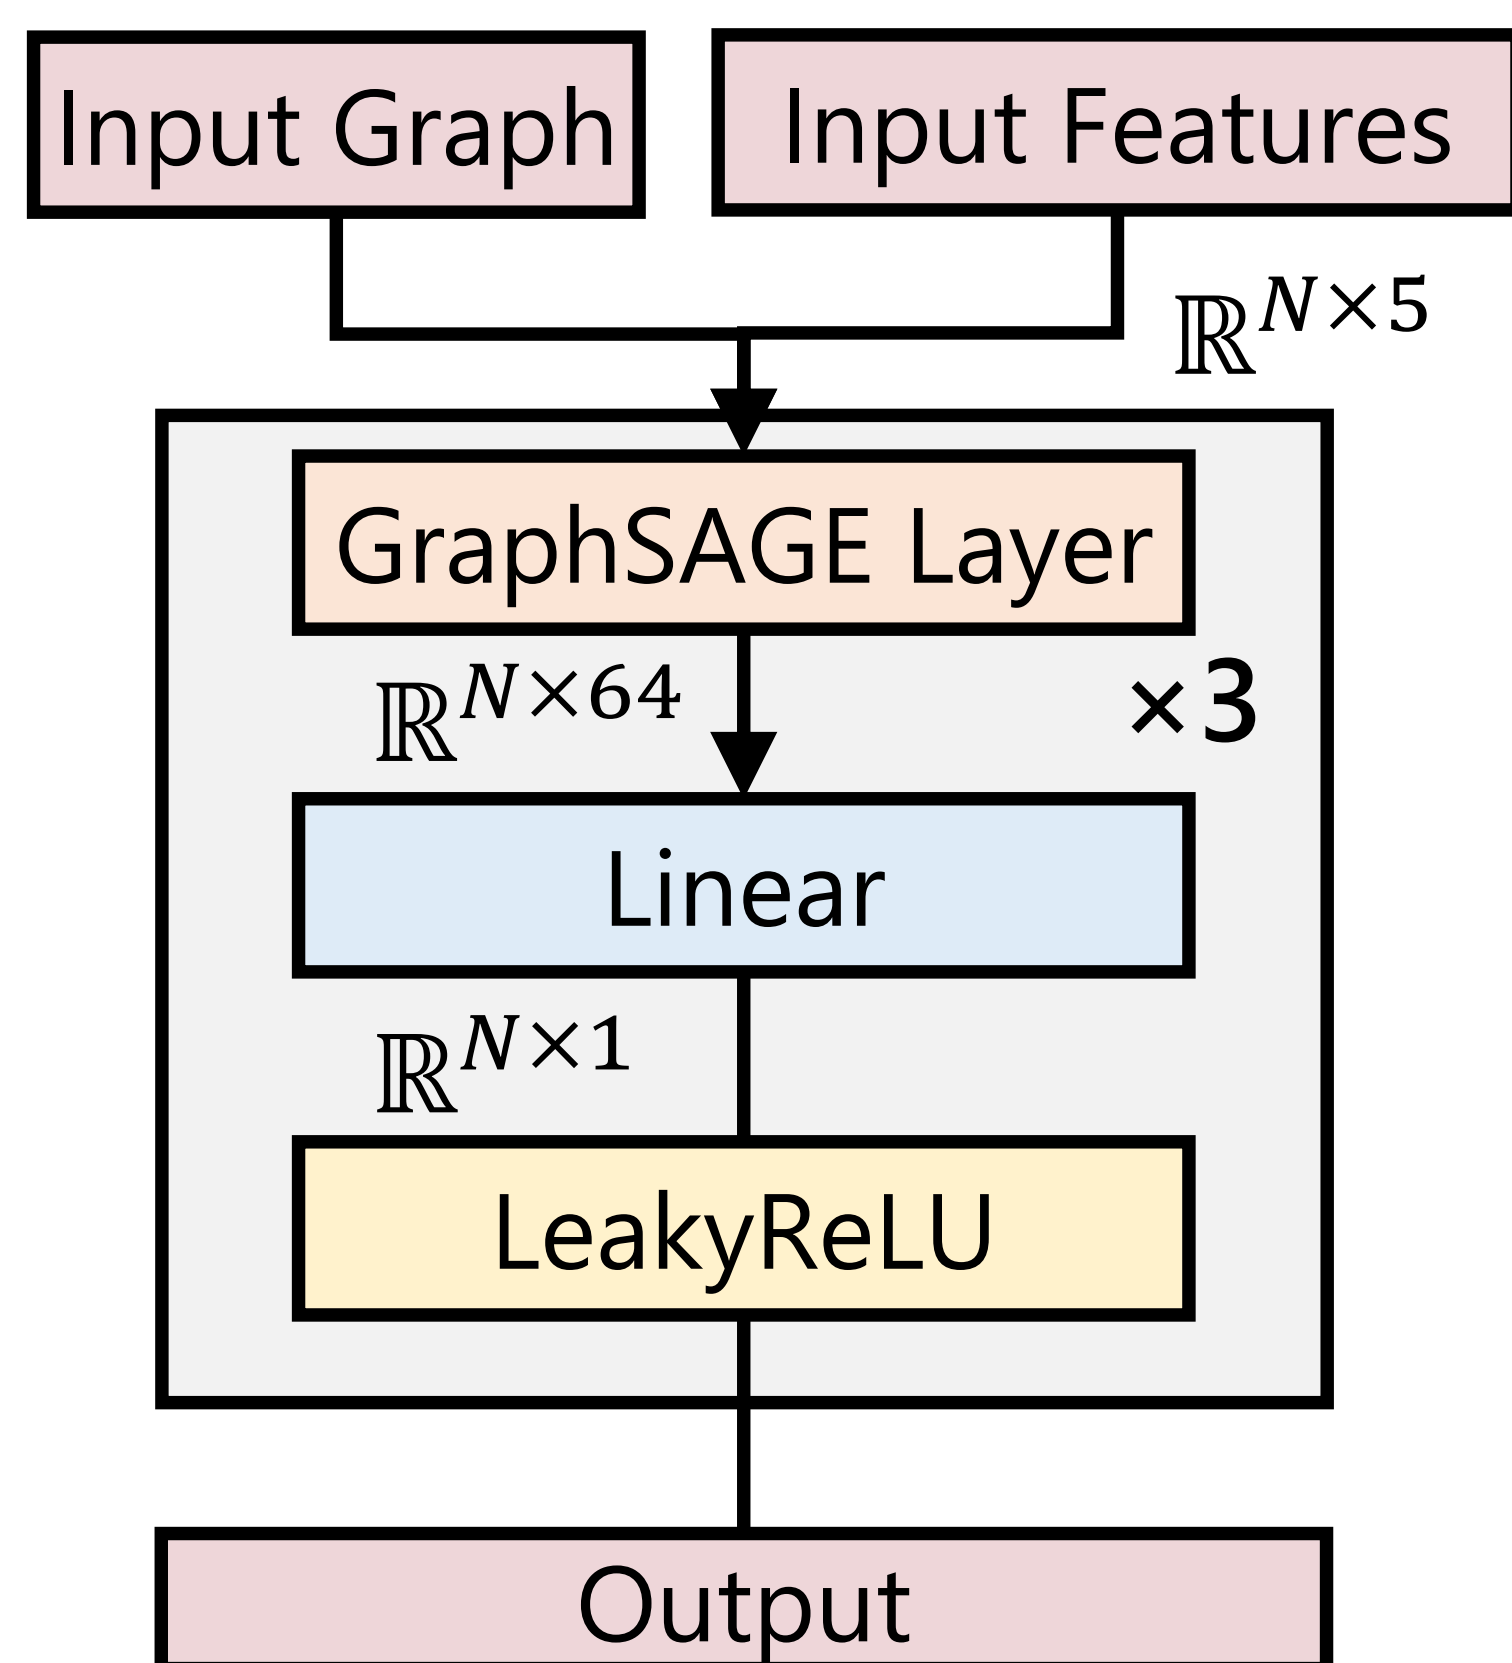 Input Graph
Input Features
ℝ^{N×5}
GraphSAGE Layer
ℝ^{N×64}
×3
Linear
ℝ^{N×1}
LeakyReLU
Output